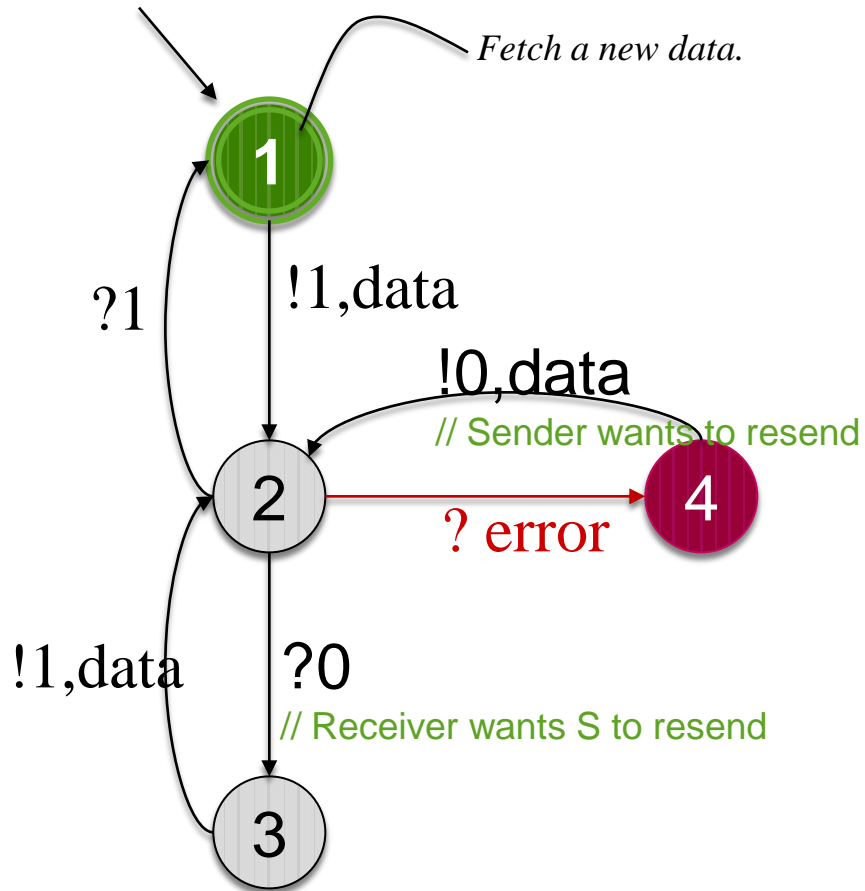 Fetch a new data.
1
?1
!1,data
!0,data
// Sender wants to resend
2
? error
4
!1,data
?0
// Receiver wants S to resend
3